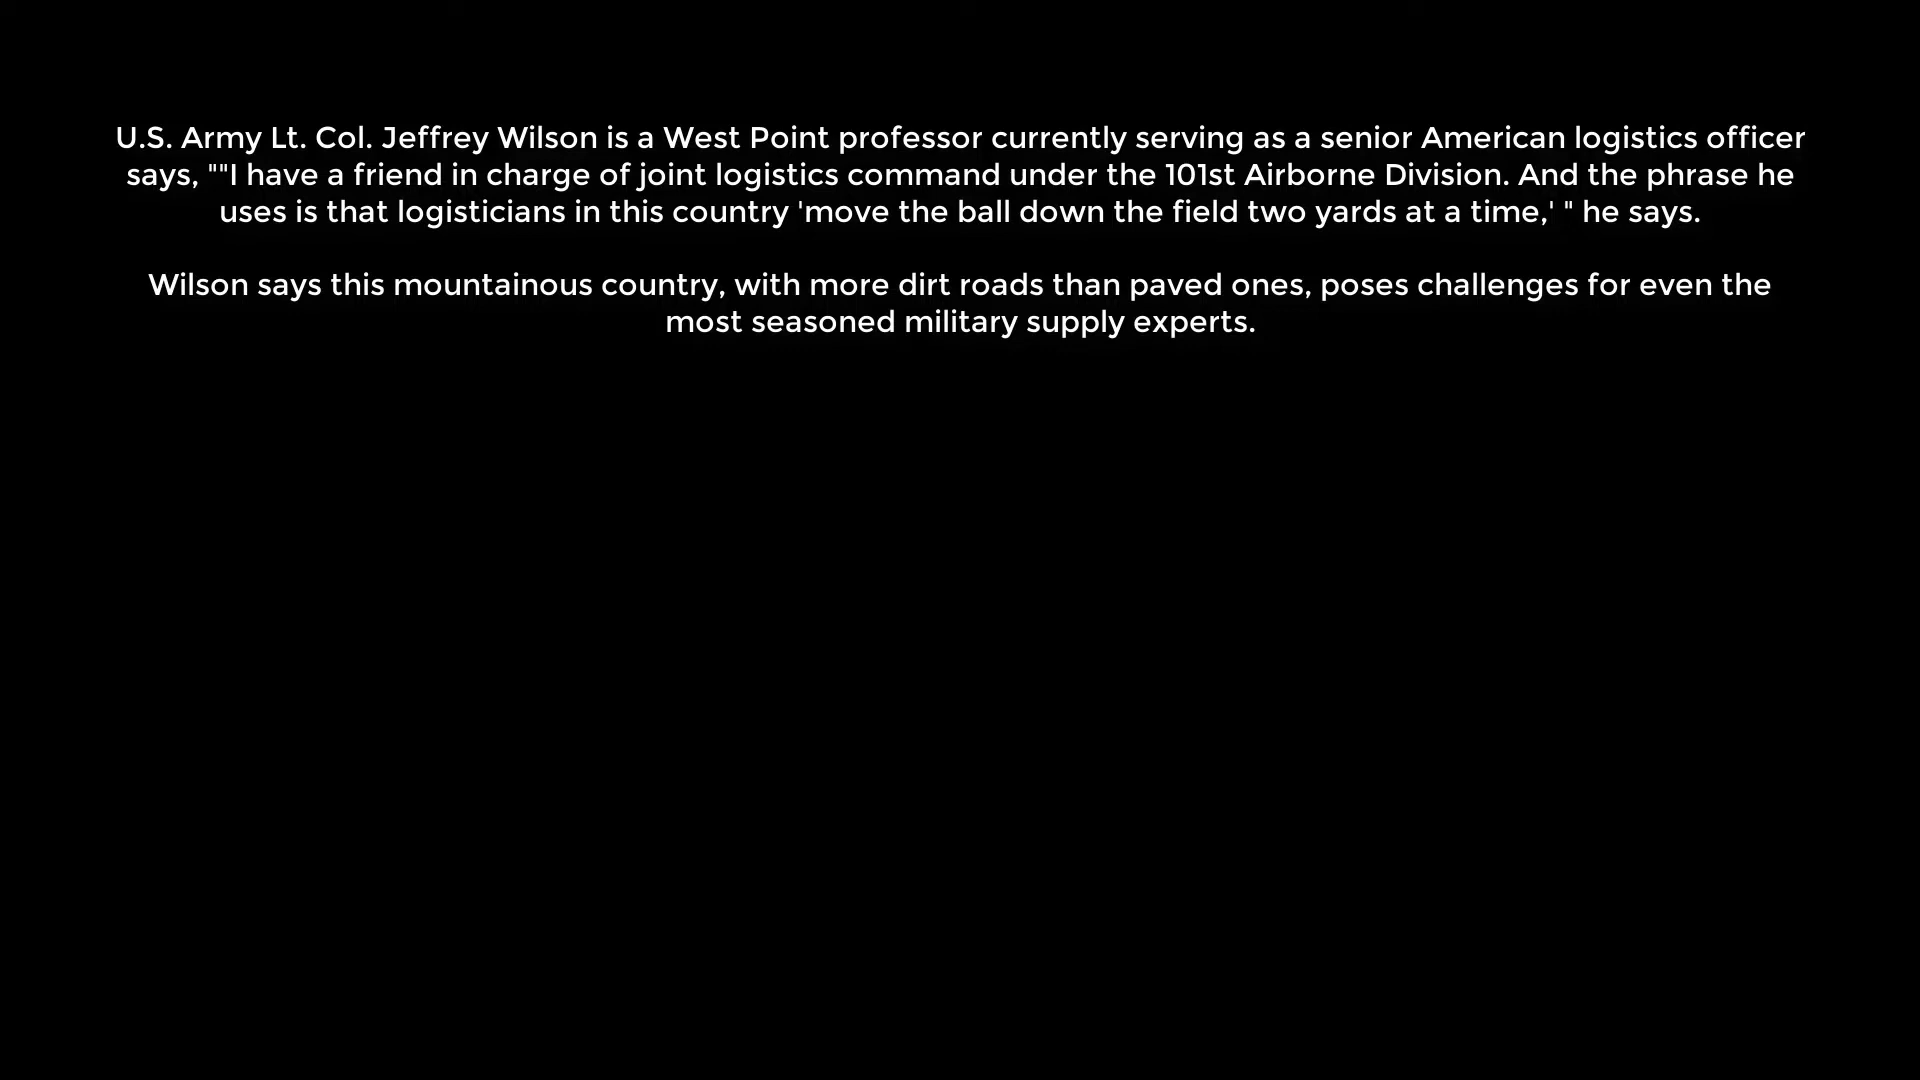 U.S. Army Lt. Col. Jeffrey Wilson is a West Point professor currently serving as a senior American logistics officer
says, ""I have a friend in charge of joint logistics command under the 101st Airborne Division. And the phrase he
uses is that logisticians in this country 'move the ball down the field two yards at a time,' " he says.
Wilson says this mountainous country, with more dirt roads than paved ones, poses challenges for even the
most seasoned military supply experts.